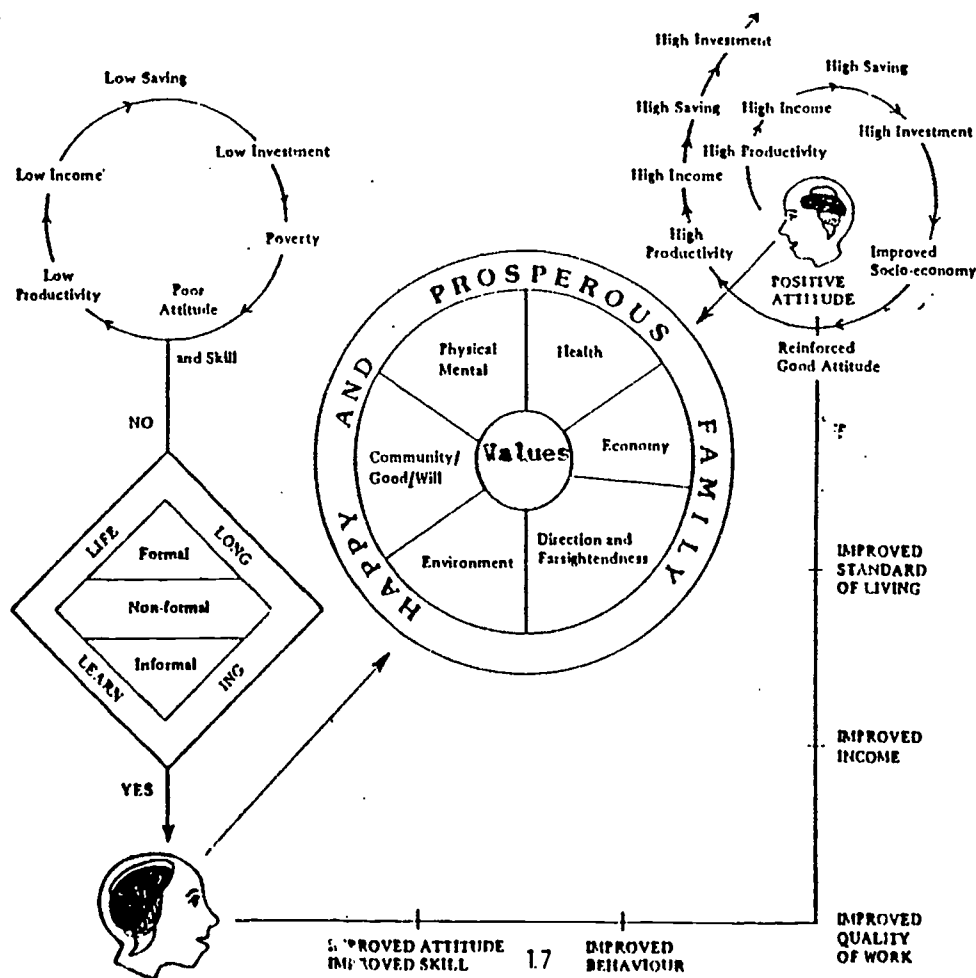 Low Saving
Low Investment
Poverty
Poor
Attitude
and Skill
Low
Productivity
Low Income
NO
LIFE
LONG
LEARN
ING
Formal
Non-formal
Informal
YES
HAPPY AND PROSPEROUS FAMILY
Physical
Mental
Health
Economy
Direction and
Farsightendness
Environment
Community/
Good/Will
Values
High Investment
High Saving
High Income
High
Productivity
High Productivity
High Income
High Saving
High Investment
Improved
Socio-economy
POSITIVE
ATTITUDE
Reinforced
Good Attitude
IMPROVED
STANDARD
OF LIVING
IMPROVED
INCOME
IMPROVED
QUALITY
OF WORK
IMPROVED
BEHAVIOUR
17
ATTITUDE
SKILL